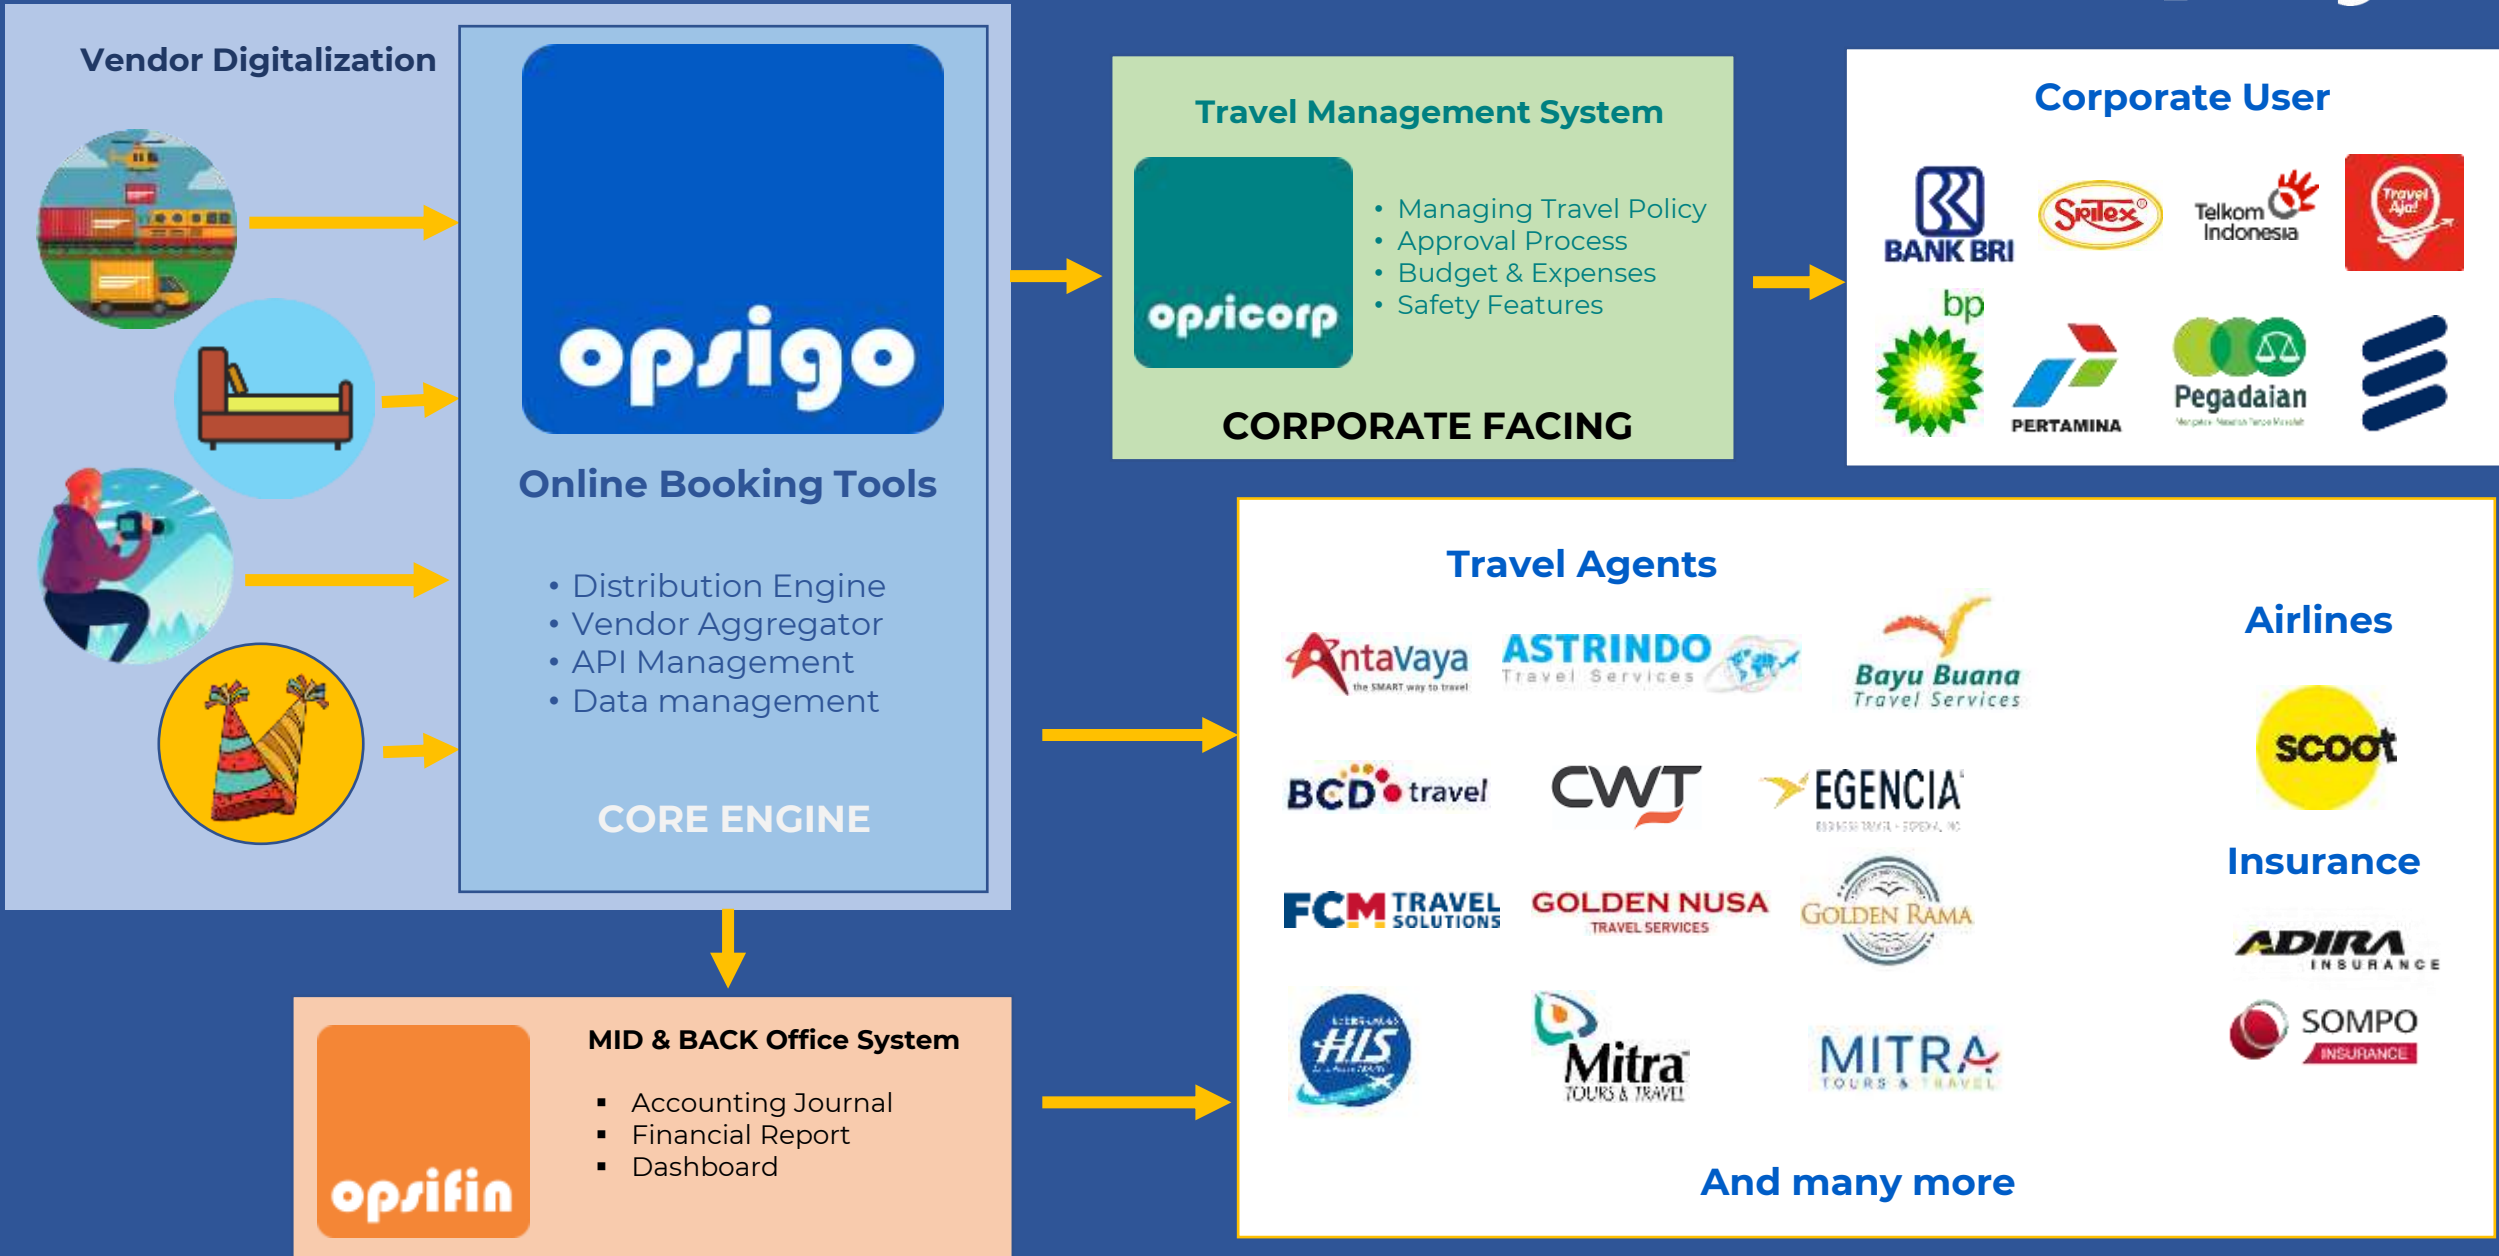 Vendor Digitalization
opsigo
Online Booking Tools
• Distribution Engine
• Vendor Aggregator
• API Management
• Data management
CORE ENGINE
Travel Management System
opsicorp
• Managing Travel Policy
• Approval Process
• Budget & Expenses
• Safety Features
CORPORATE FACING
Corporate User
BANK BRI
Spilex®
Telkom
Indonesia
Travel
Aja!
bp
PERTAMINA
Pegadaian
MID & BACK Office System
opsifin
▪ Accounting Journal
▪ Financial Report
▪ Dashboard
Travel Agents
AntaVaya
the SMART way to travel
ASTRINDO
Travel Services
Bayu Buana
Travel Services
BCD travel
CWT
EGENCIA
FCM TRAVEL
SOLUTIONS
GOLDEN NUSA
TRAVEL SERVICES
GOLDEN RAMA
H.I.S
Mitra
TOURS & TRAVEL
MITRA
TOURS & TRAVEL
Airlines
scoot
Insurance
ADIRA
INSURANCE
SOMPO
INSURANCE
And many more